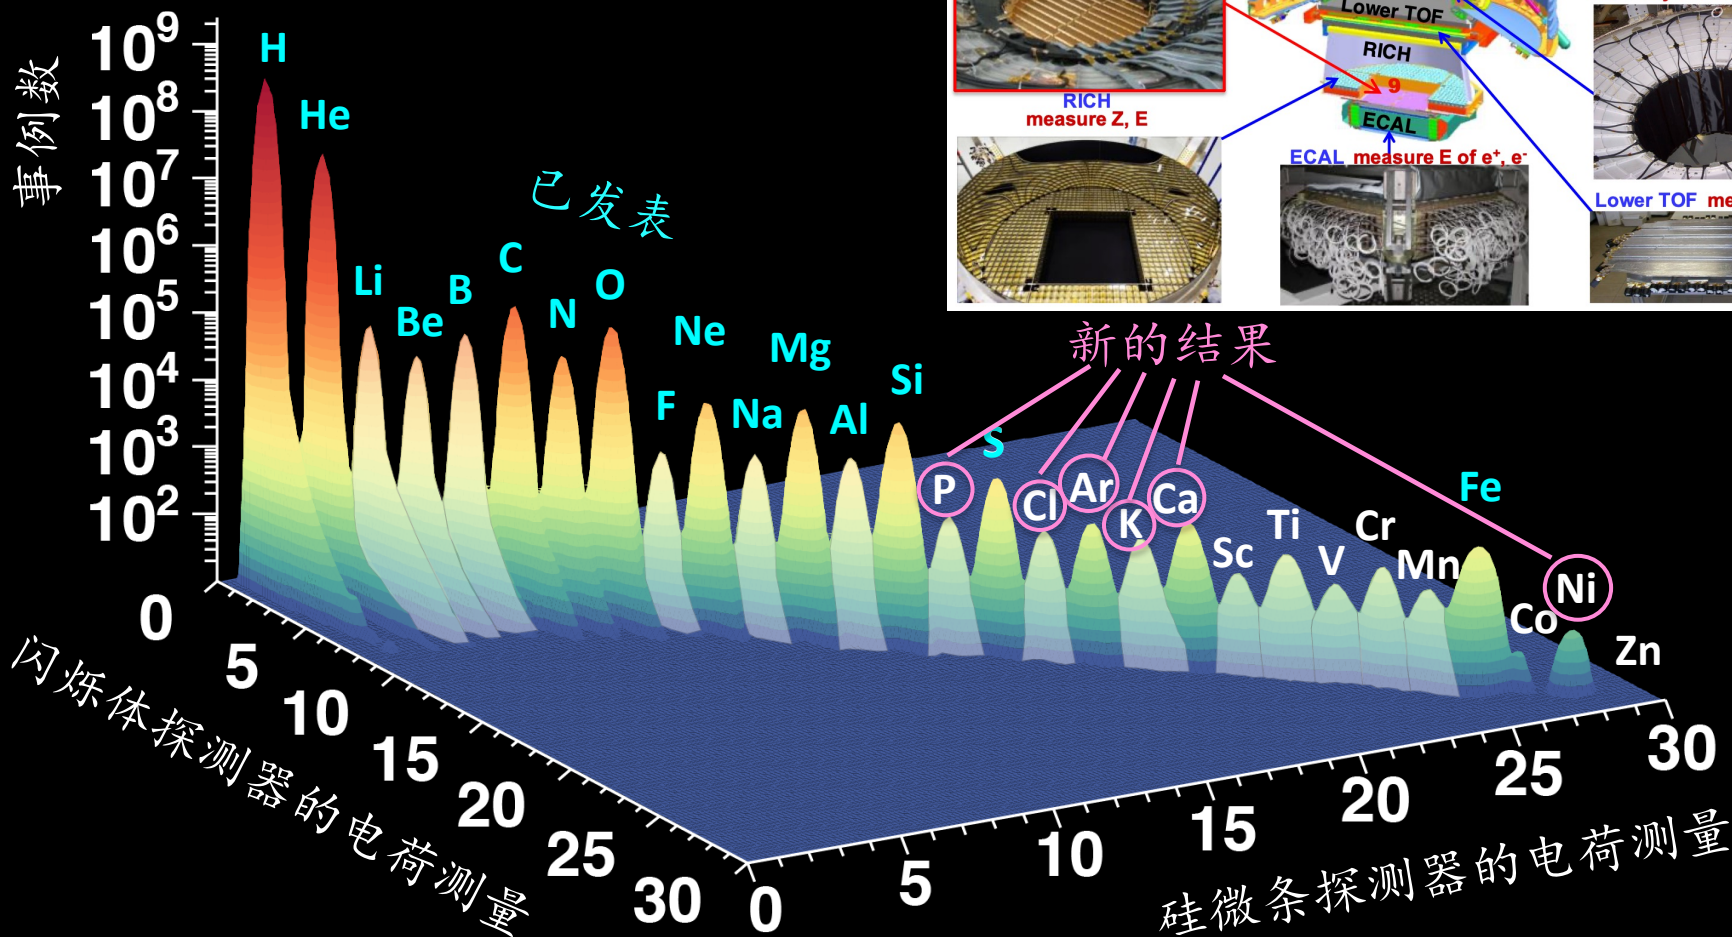 Lower TOF
RICH
9
ECAL
RICH
measure Z, E
ECAL measure E of e⁺, e⁻
Lower TOF me
事例数
10⁹
10⁸
10⁷
10⁶
10⁵
10⁴
10³
10²
已发表
新的结果
H
He
Li
Be
B
C
N
O
F
Ne
Na
Mg
Al
Si
P
S
Cl
Ar
K
Ca
Sc
Ti
V
Cr
Mn
Fe
Co
Ni
Zn
0
5
10
15
20
25
30
闪烁体探测器的电荷测量
0
5
10
15
20
25
30
硅微条探测器的电荷测量